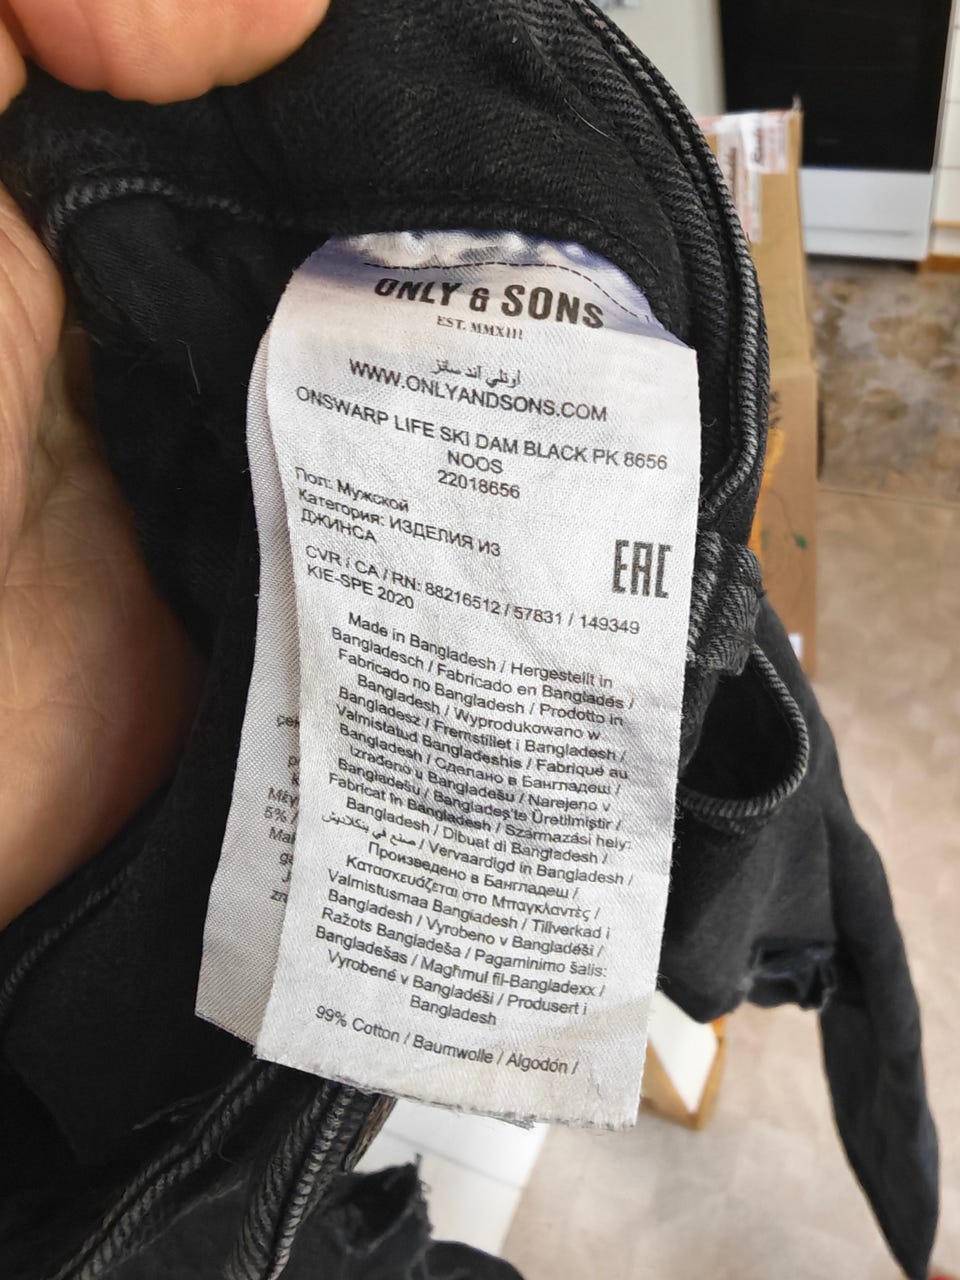 ONLY & SONS
EST. MMXIII
أونلي آند سانز
WWW.ONLYANDSONS.COM
ONSWARP LIFE SKI DAM BLACK PK 8656
NOOS
22018656
Пол: Мужской
Категория: ИЗДЕЛИЯ ИЗ
ДЖИНСА
EAC
CVR / CA / RN: 88216512 / 57831 / 149349
KIE-SPE 2020
Made in Bangladesh / Hergestellt in
Bangladesch / Fabricado en Bangladés /
Fabricado no Bangladesh / Prodotto in
Bangladesh / Wyprodukowano w
Bangladesz / Fremstillet i Bangladesh /
Valmistatud Bangladeshis / Fabriqué au
Bangladesh / Сделано в Бангладеш /
Izrađeno u Bangladešu / Narejeno v
Bangladešu / Bangladeş'te Üretilmiştir /
Fabricat în Bangladesh / Származási hely:
Bangladesh / Dibuat di Bangladesh /
صنع في بنكلاديش / Vervaardigd in Bangladesh /
Произведено в Бангладеш /
Κατασκευάζεται στο Μπαγκλαντές /
Valmistusmaa Bangladesh / Tillverkad i
Bangladesh / Vyrobeno v Bangladéši /
Ražots Bangladeša / Pagaminimo šalis:
Bangladešas / Magħmul fil-Bangladexx /
Vyrobené v Bangladéši / Produsert i
Bangladesh
99% Cotton / Baumwolle / Algodón /
5% /